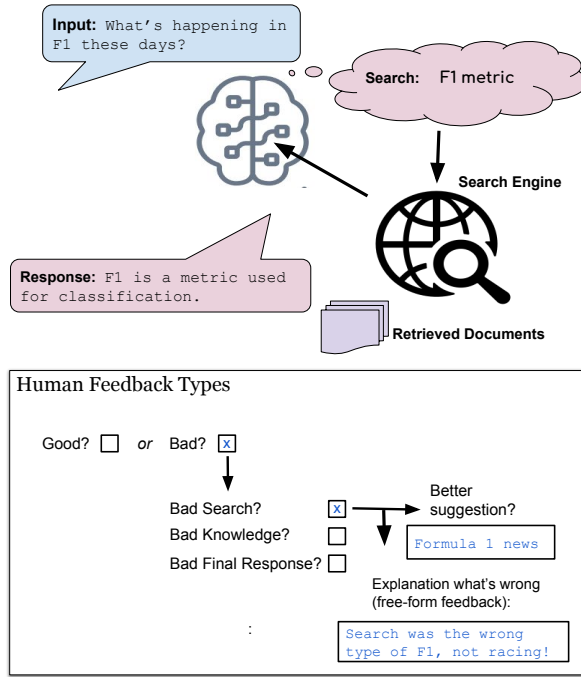 Input: What's happening in
F1 these days?
Search: F1 metric
Search Engine
Response: F1 is a metric used
for classification.
Retrieved Documents
Human Feedback Types
Good? or Bad? x
Bad Search? x
Better
suggestion?
Bad Knowledge?
Formula 1 news
Bad Final Response?
Explanation what's wrong
(free-form feedback):
:
Search was the wrong
type of F1, not racing!